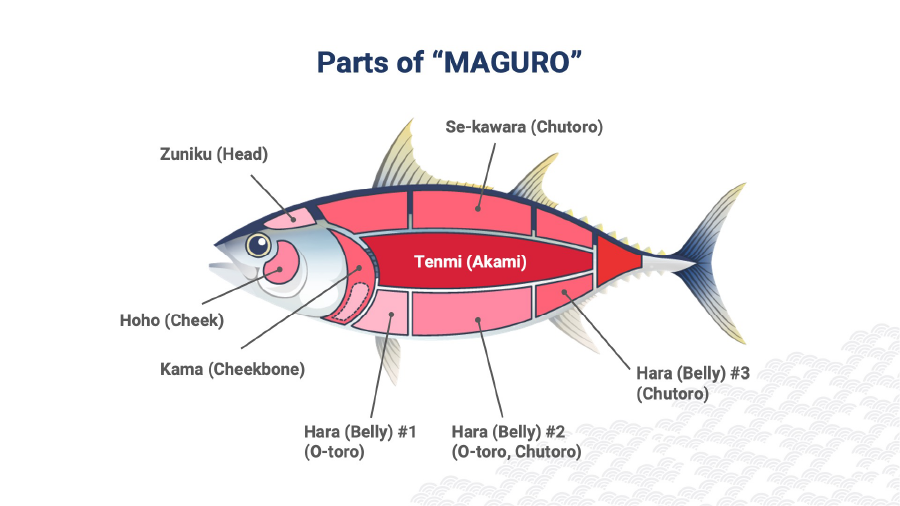 Parts of “MAGURO”
Se-kawara (Chutoro)
Zuniku (Head)
Tenmi (Akami)
Hoho (Cheek)
Kama (Cheekbone)
Hara (Belly) #3
(Chutoro)
Hara (Belly) #1
(O-toro)
Hara (Belly) #2
(O-toro, Chutoro)